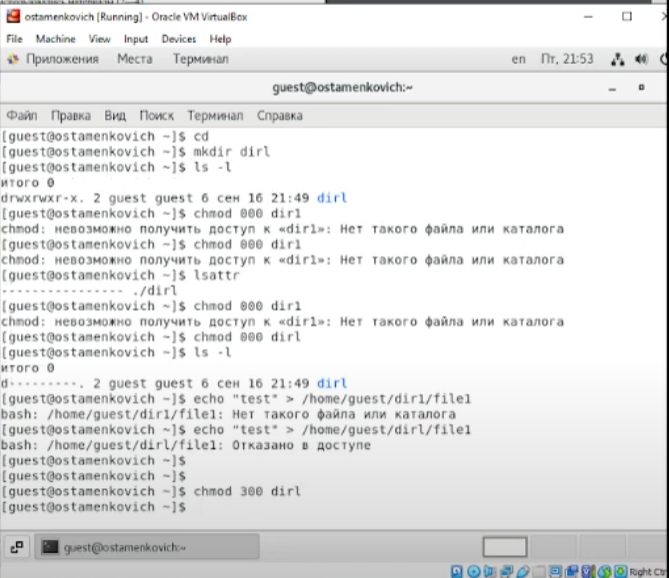 ostamenkovich [Running] - Oracle VM VirtualBox
File Machine View Input Devices Help
Приложения Места Терминал en Пт, 21:53
guest@ostamenkovich:~
Файл Правка Вид Поиск Терминал Справка
[guest@ostamenkovich ~]$ cd
[guest@ostamenkovich ~]$ mkdir dirl
[guest@ostamenkovich ~]$ ls -l
итого 0
drwxrwxr-x. 2 guest guest 6 сен 16 21:49 dirl
[guest@ostamenkovich ~]$ chmod 000 dir1
chmod: невозможно получить доступ к «dir1»: Нет такого файла или каталога
[guest@ostamenkovich ~]$ chmod 000 dir1
chmod: невозможно получить доступ к «dir1»: Нет такого файла или каталога
[guest@ostamenkovich ~]$ lsattr
---------------- ./dirl
[guest@ostamenkovich ~]$ chmod 000 dir1
chmod: невозможно получить доступ к «dir1»: Нет такого файла или каталога
[guest@ostamenkovich ~]$ chmod 000 dirl
[guest@ostamenkovich ~]$ ls -l
итого 0
d---------. 2 guest guest 6 сен 16 21:49 dirl
[guest@ostamenkovich ~]$ echo "test" > /home/guest/dir1/file1
bash: /home/guest/dir1/file1: Нет такого файла или каталога
[guest@ostamenkovich ~]$ echo "test" > /home/guest/dirl/file1
bash: /home/guest/dirl/file1: Отказано в доступе
[guest@ostamenkovich ~]$
[guest@ostamenkovich ~]$
[guest@ostamenkovich ~]$ chmod 300 dirl
[guest@ostamenkovich ~]$
guest@ostamenkovich:~
Right Ctr